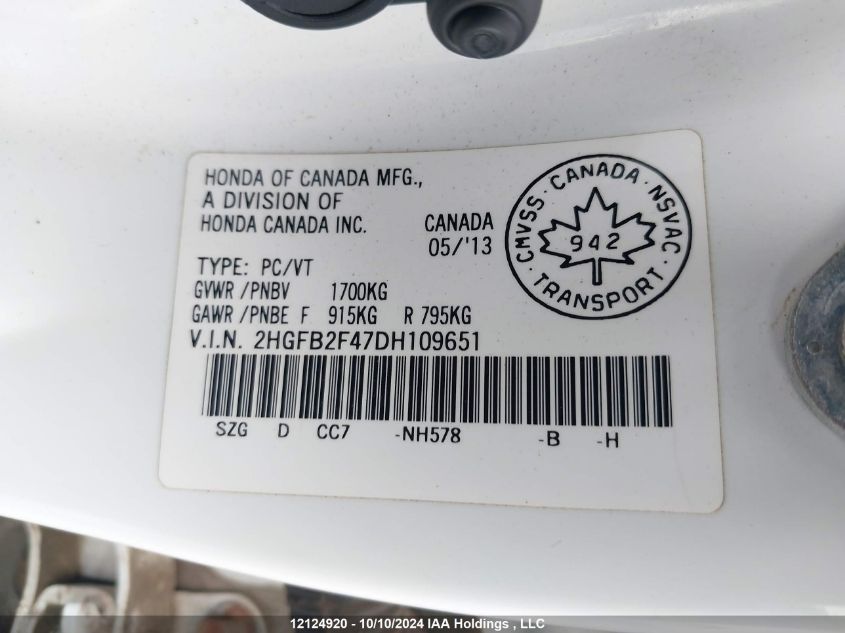 HONDA OF CANADA MFG.,
A DIVISION OF
HONDA CANADA INC.
CANADA
05/'13
CMVSS · CANADA · NSVAC
942
· TRANSPORT ·
TYPE: PC/VT
GVWR /PNBV 1700KG
GAWR /PNBE F 915KG R 795KG
V.I.N. 2HGFB2F47DH109651
SZG D CC7 -NH578 -B -H
12124920 - 10/10/2024 IAA Holdings , LLC